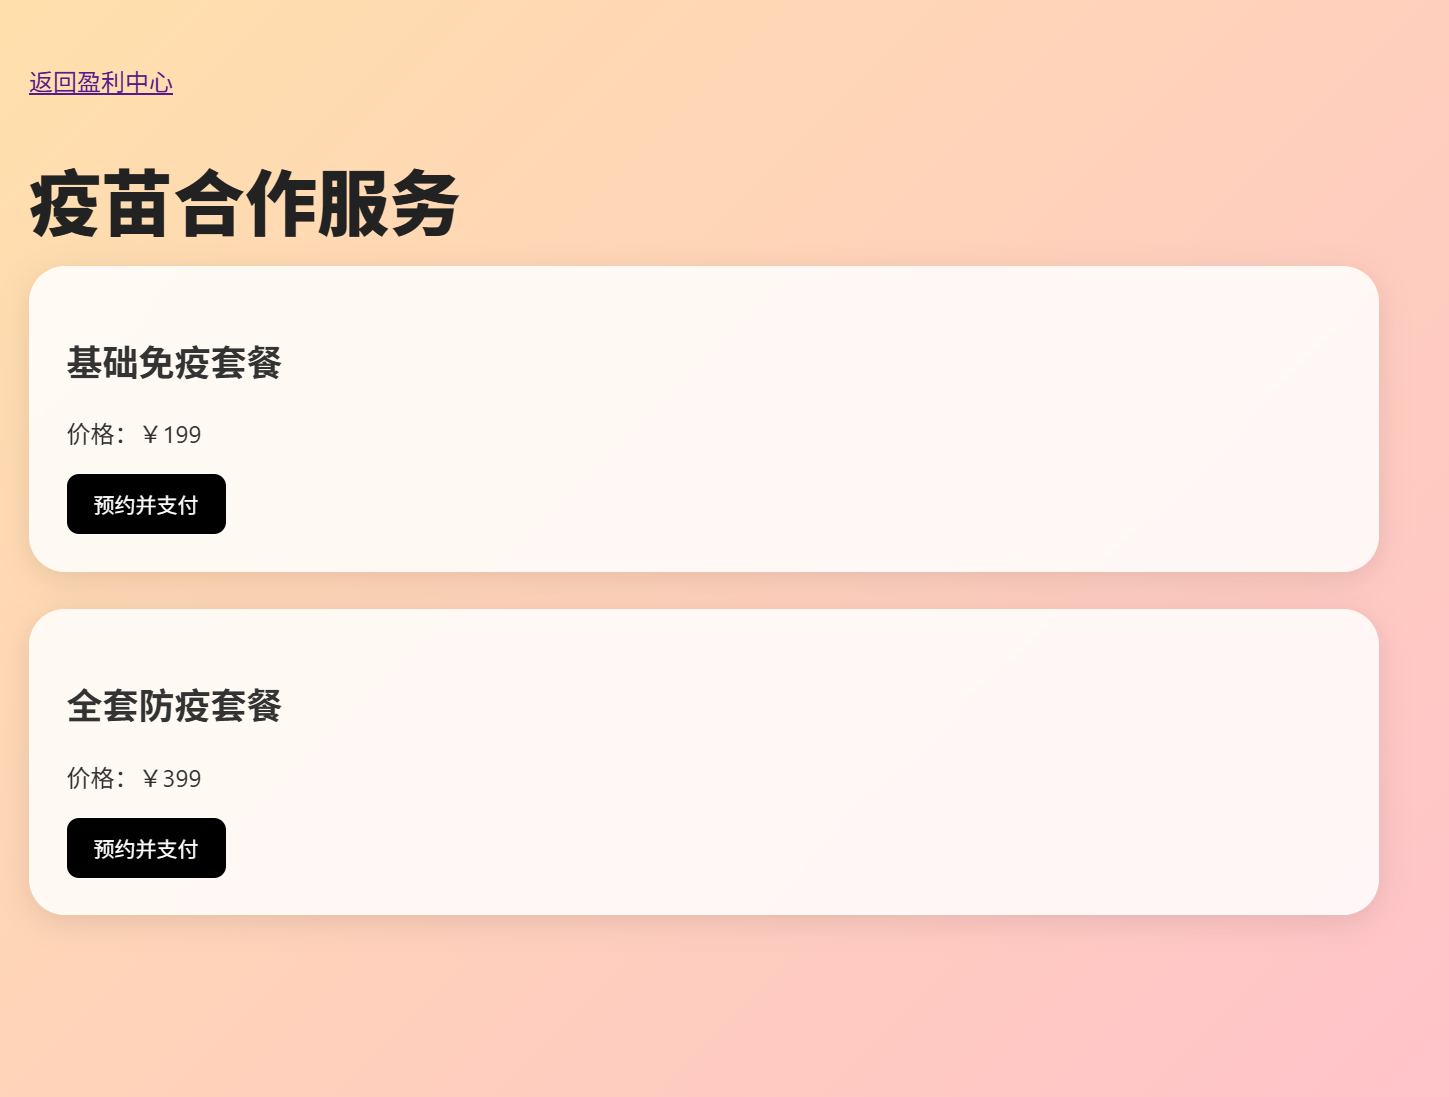 返回盈利中心
疫苗合作服务
基础免疫套餐
价格：￥199
预约并支付
全套防疫套餐
价格：￥399
预约并支付